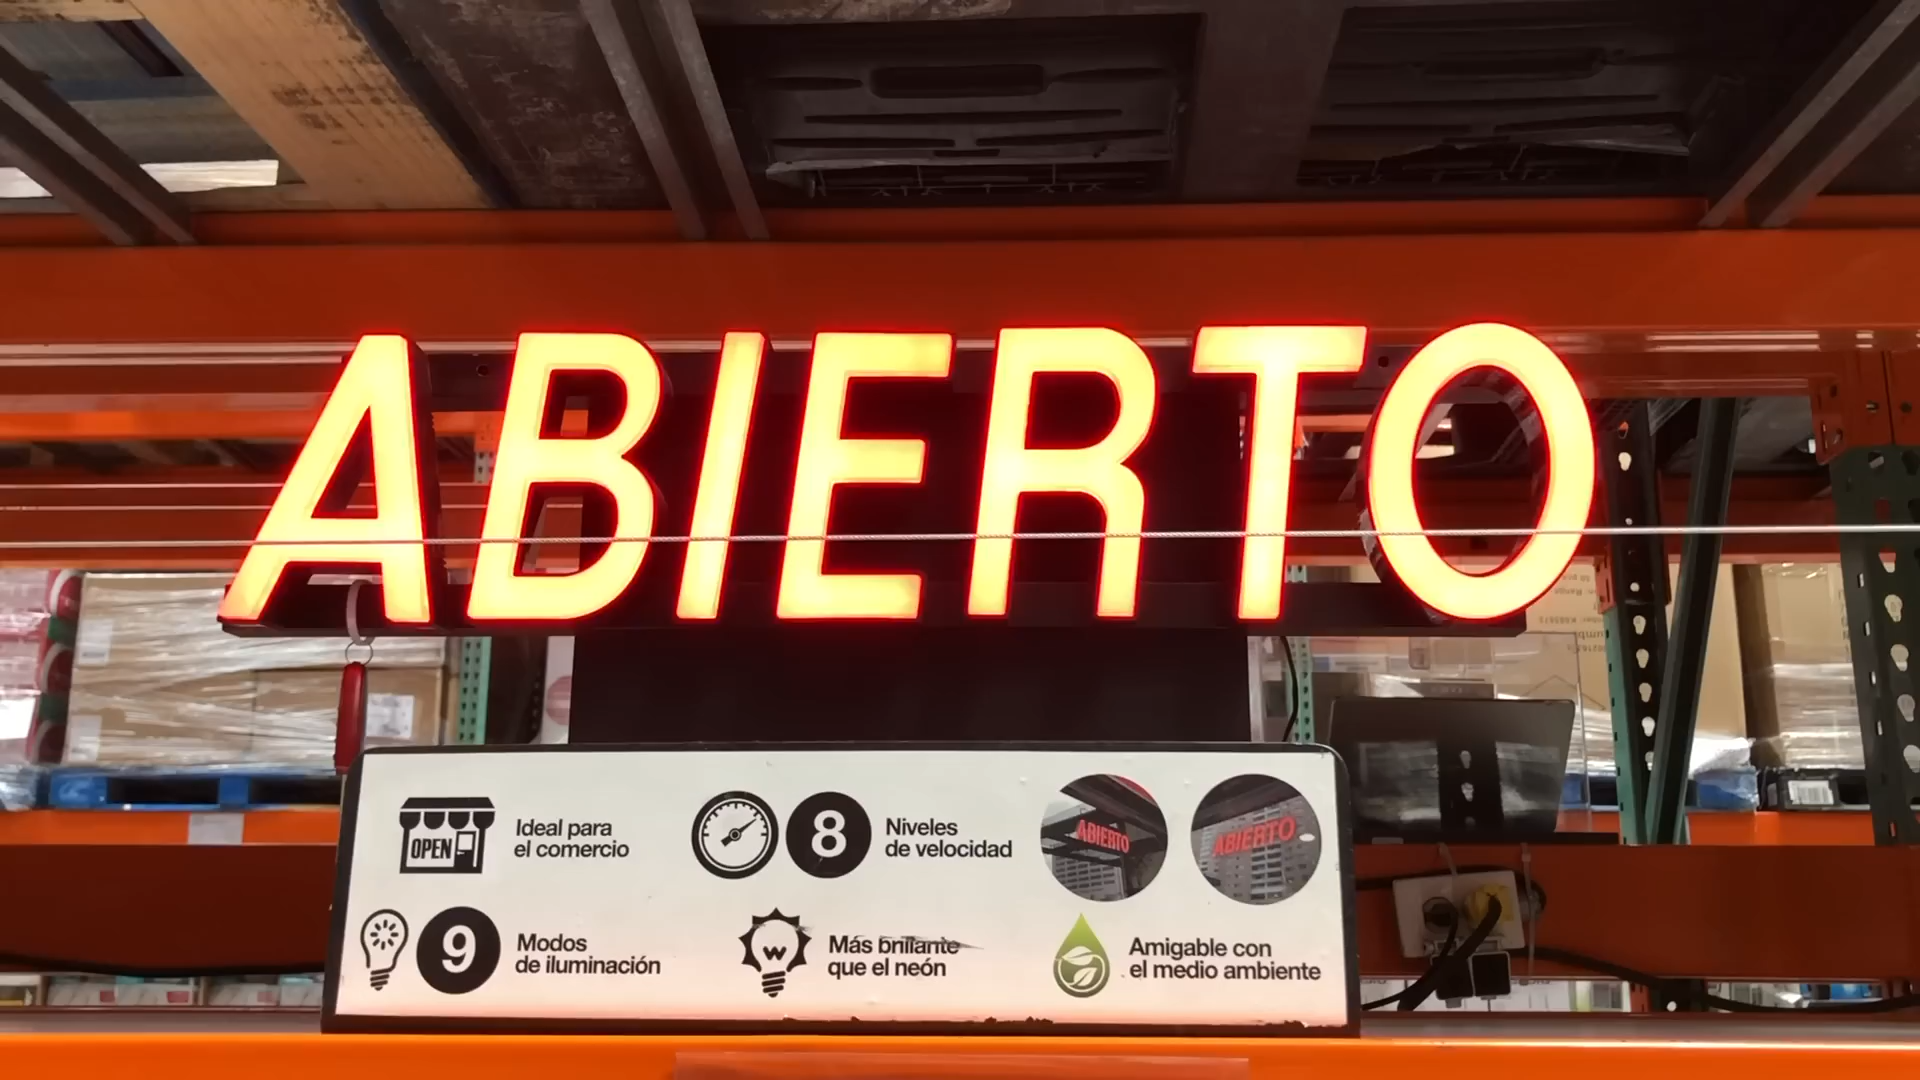 ABIERTO
OPEN
Ideal para
el comercio
8
Niveles
de velocidad
ABIERTO
ABIERTO
9
Modos
de iluminación
Más brillante
que el neón
Amigable con
el medio ambiente